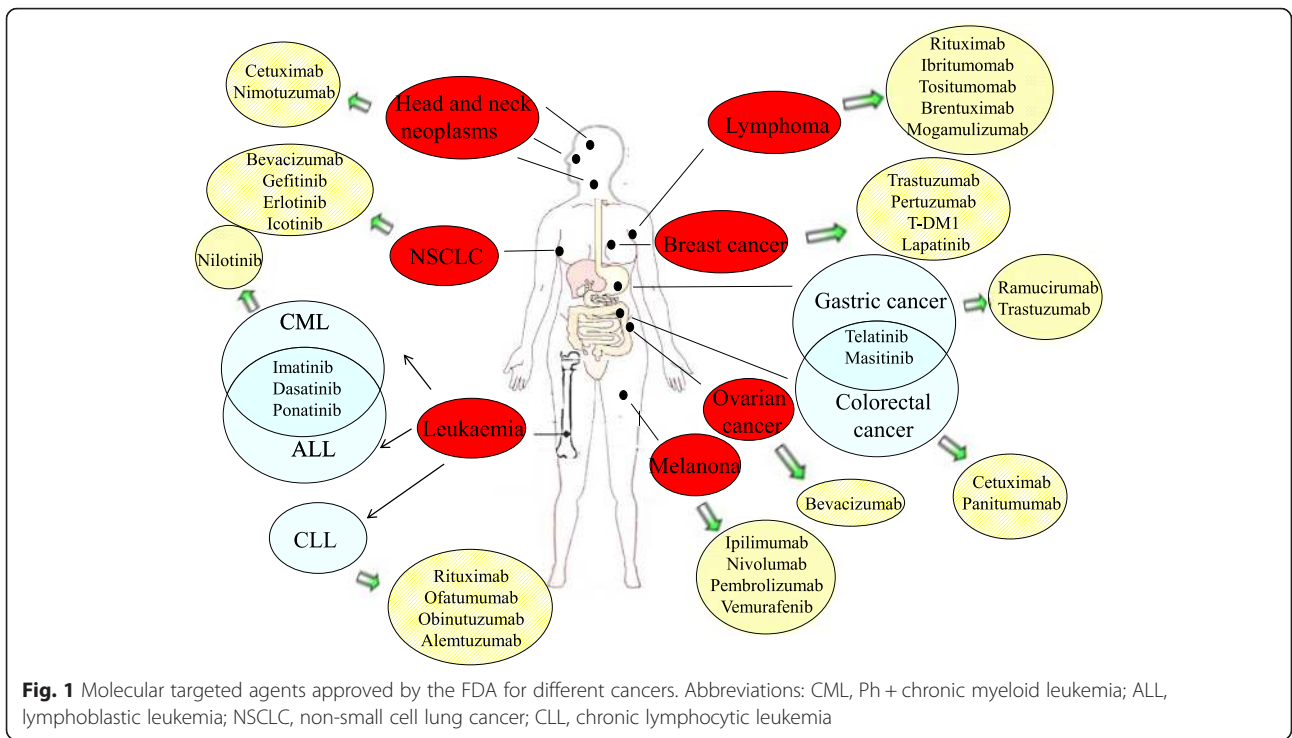 Cetuximab
Nimotuzumab
Head and neck
neoplasms
Lymphoma
Rituximab
Ibritumomab
Tositumomab
Brentuximab
Mogamulizumab
Bevacizumab
Gefitinib
Erlotinib
Icotinib
NSCLC
Breast cancer
Trastuzumab
Pertuzumab
T-DM1
Lapatinib
Nilotinib
CML
Imatinib
Dasatinib
Ponatinib
ALL
Leukaemia
Gastric cancer
Telatinib
Masitinib
Colorectal
cancer
Ramucirumab
Trastuzumab
Ovarian
cancer
Melanona
Bevacizumab
Cetuximab
Panitumumab
CLL
Rituximab
Ofatumumab
Obinutuzumab
Alemtuzumab
Ipilimumab
Nivolumab
Pembrolizumab
Vemurafenib
Fig. 1 Molecular targeted agents approved by the FDA for different cancers. Abbreviations: CML, Ph + chronic myeloid leukemia; ALL,
lymphoblastic leukemia; NSCLC, non-small cell lung cancer; CLL, chronic lymphocytic leukemia